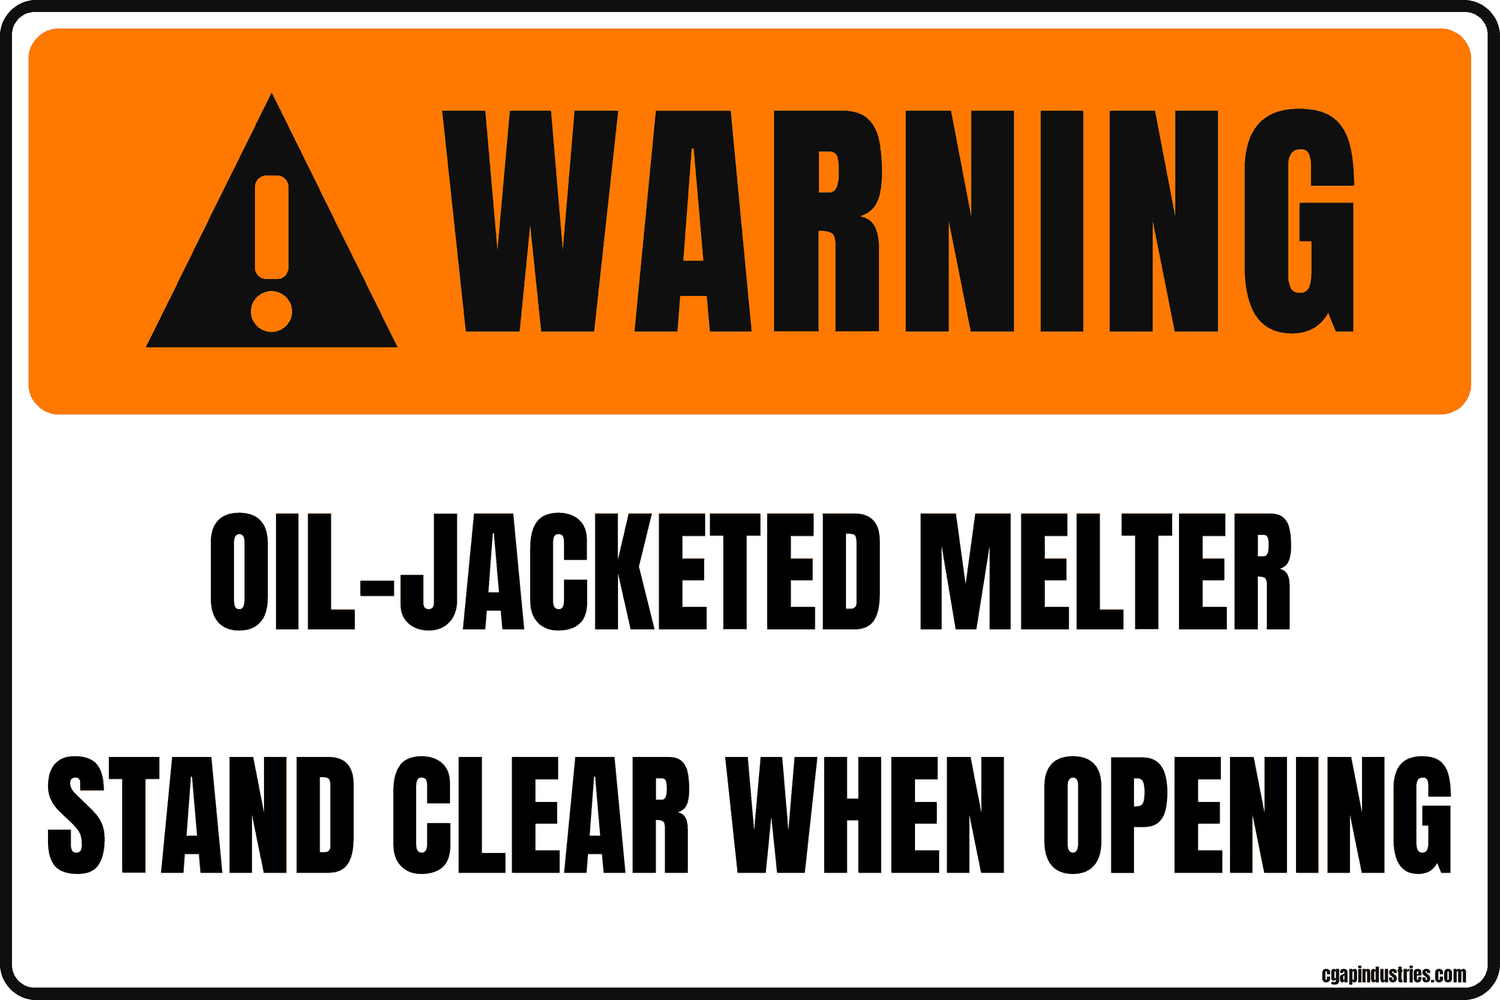 WARNING
OIL-JACKETED MELTER
STAND CLEAR WHEN OPENING
cgapindustries.com